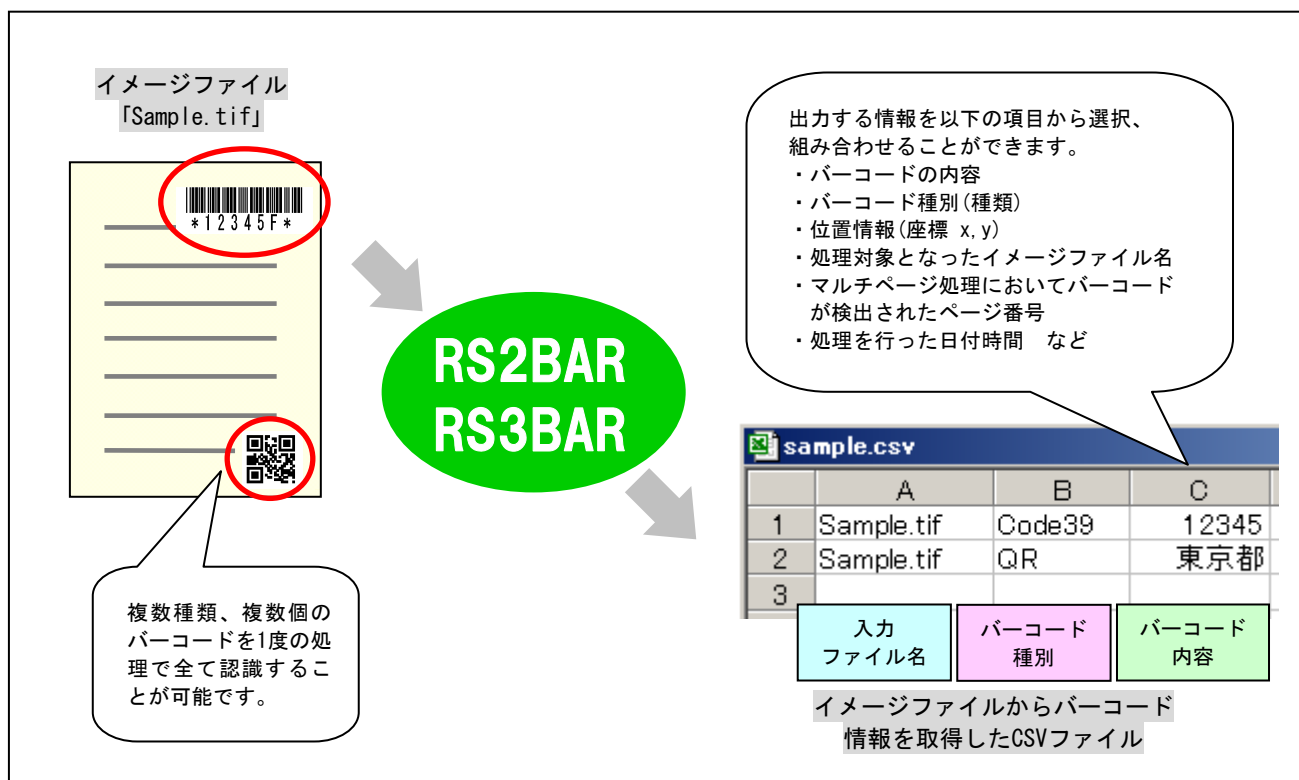 イメージファイル
「Sample.tif」
*12345F*
複数種類、複数個の
バーコードを1度の処
理で全て認識するこ
とが可能です。
RS2BAR
RS3BAR
出力する情報を以下の項目から選択、
組み合わせることができます。
・バーコードの内容
・バーコード種別(種類)
・位置情報(座標 x,y)
・処理対象となったイメージファイル名
・マルチページ処理においてバーコード
が検出されたページ番号
・処理を行った日付時間 など
sample.csv
A B C
1 Sample.tif Code39 12345
2 Sample.tif QR 東京都
3
入力
ファイル名
バーコード
種別
バーコード
内容
イメージファイルからバーコード
情報を取得したCSVファイル